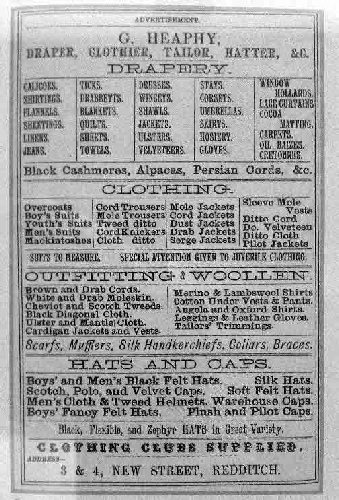 ADVERTISEMENT.
G. HEAPHY,
DRAPER, CLOTHIER, TAILOR, HATTER, &C.
DRAPERY.
CALICOES. TICKS. DRESSES. STAYS. WINDOW
SHIRTINGS. DRABBETS. WINSEYS. CORSETS. HOLLANDS.
FLANNELS. BLANKETS. SHAWLS. UMBRELLAS. LACE CURTAINS
SHEETINGS. QUILTS. JACKETS. SKIRTS. COCOA MATTING.
LINENS. SHEETS. ULSTERS. HOSIERY. CARPETS.
JEANS. TOWELS. VELVETEENS. GLOVES. OIL BAIZES.
CRETONNES.
Black Cashmeres, Alpacas, Persian Cords, &c.
CLOTHING.
Overcoats Cord Trousers Mole Jackets Sleeve Mole Vests
Boy's Suits Mole Trousers Cord Jackets Ditto Cord
Youth's Suits Tweed ditto Dust Jackets Do. Velveteen
Men's Suits Cord Knickers Drab Jackets Ditto Cloth
Mackintoshes Cloth ditto Serge Jackets Pilot Jackets
SUITS TO MEASURE. SPECIAL ATTENTION GIVEN TO JUVENILE CLOTHING.
OUTFITTING & WOOLLEN
Brown and Drab Cords.
White and Drab Moleskin.
Cheviot and Scotch Tweeds
Black Diagonal Cloth.
Ulster and Mantle Cloth.
Cardigan Jackets and Vests
Merino & Lambswool Shirts
Cotton Under Vests & Pants.
Angola and Oxford Shirts.
Leggings & Leather Gloves.
Tailors' Trimmings.
Scarfs, Mufflers, Silk Handkerchiefs, Collars, Braces.
HATS AND CAPS.
Boys' and Men's Black Felt Hats. Silk Hats.
Scotch, Polo, and Velvet Caps. Soft Felt Hats.
Men's Cloth & Tweed Helmets. Warehouse Caps.
Boys' Fancy Felt Hats. Plush and Pilot Caps.
Black, Flexible, and Zephyr HATS in Great Variety.
CLOTHING CLUBS SUPPLIED.
ADDRESS—
3 & 4, NEW STREET, REDDITCH.